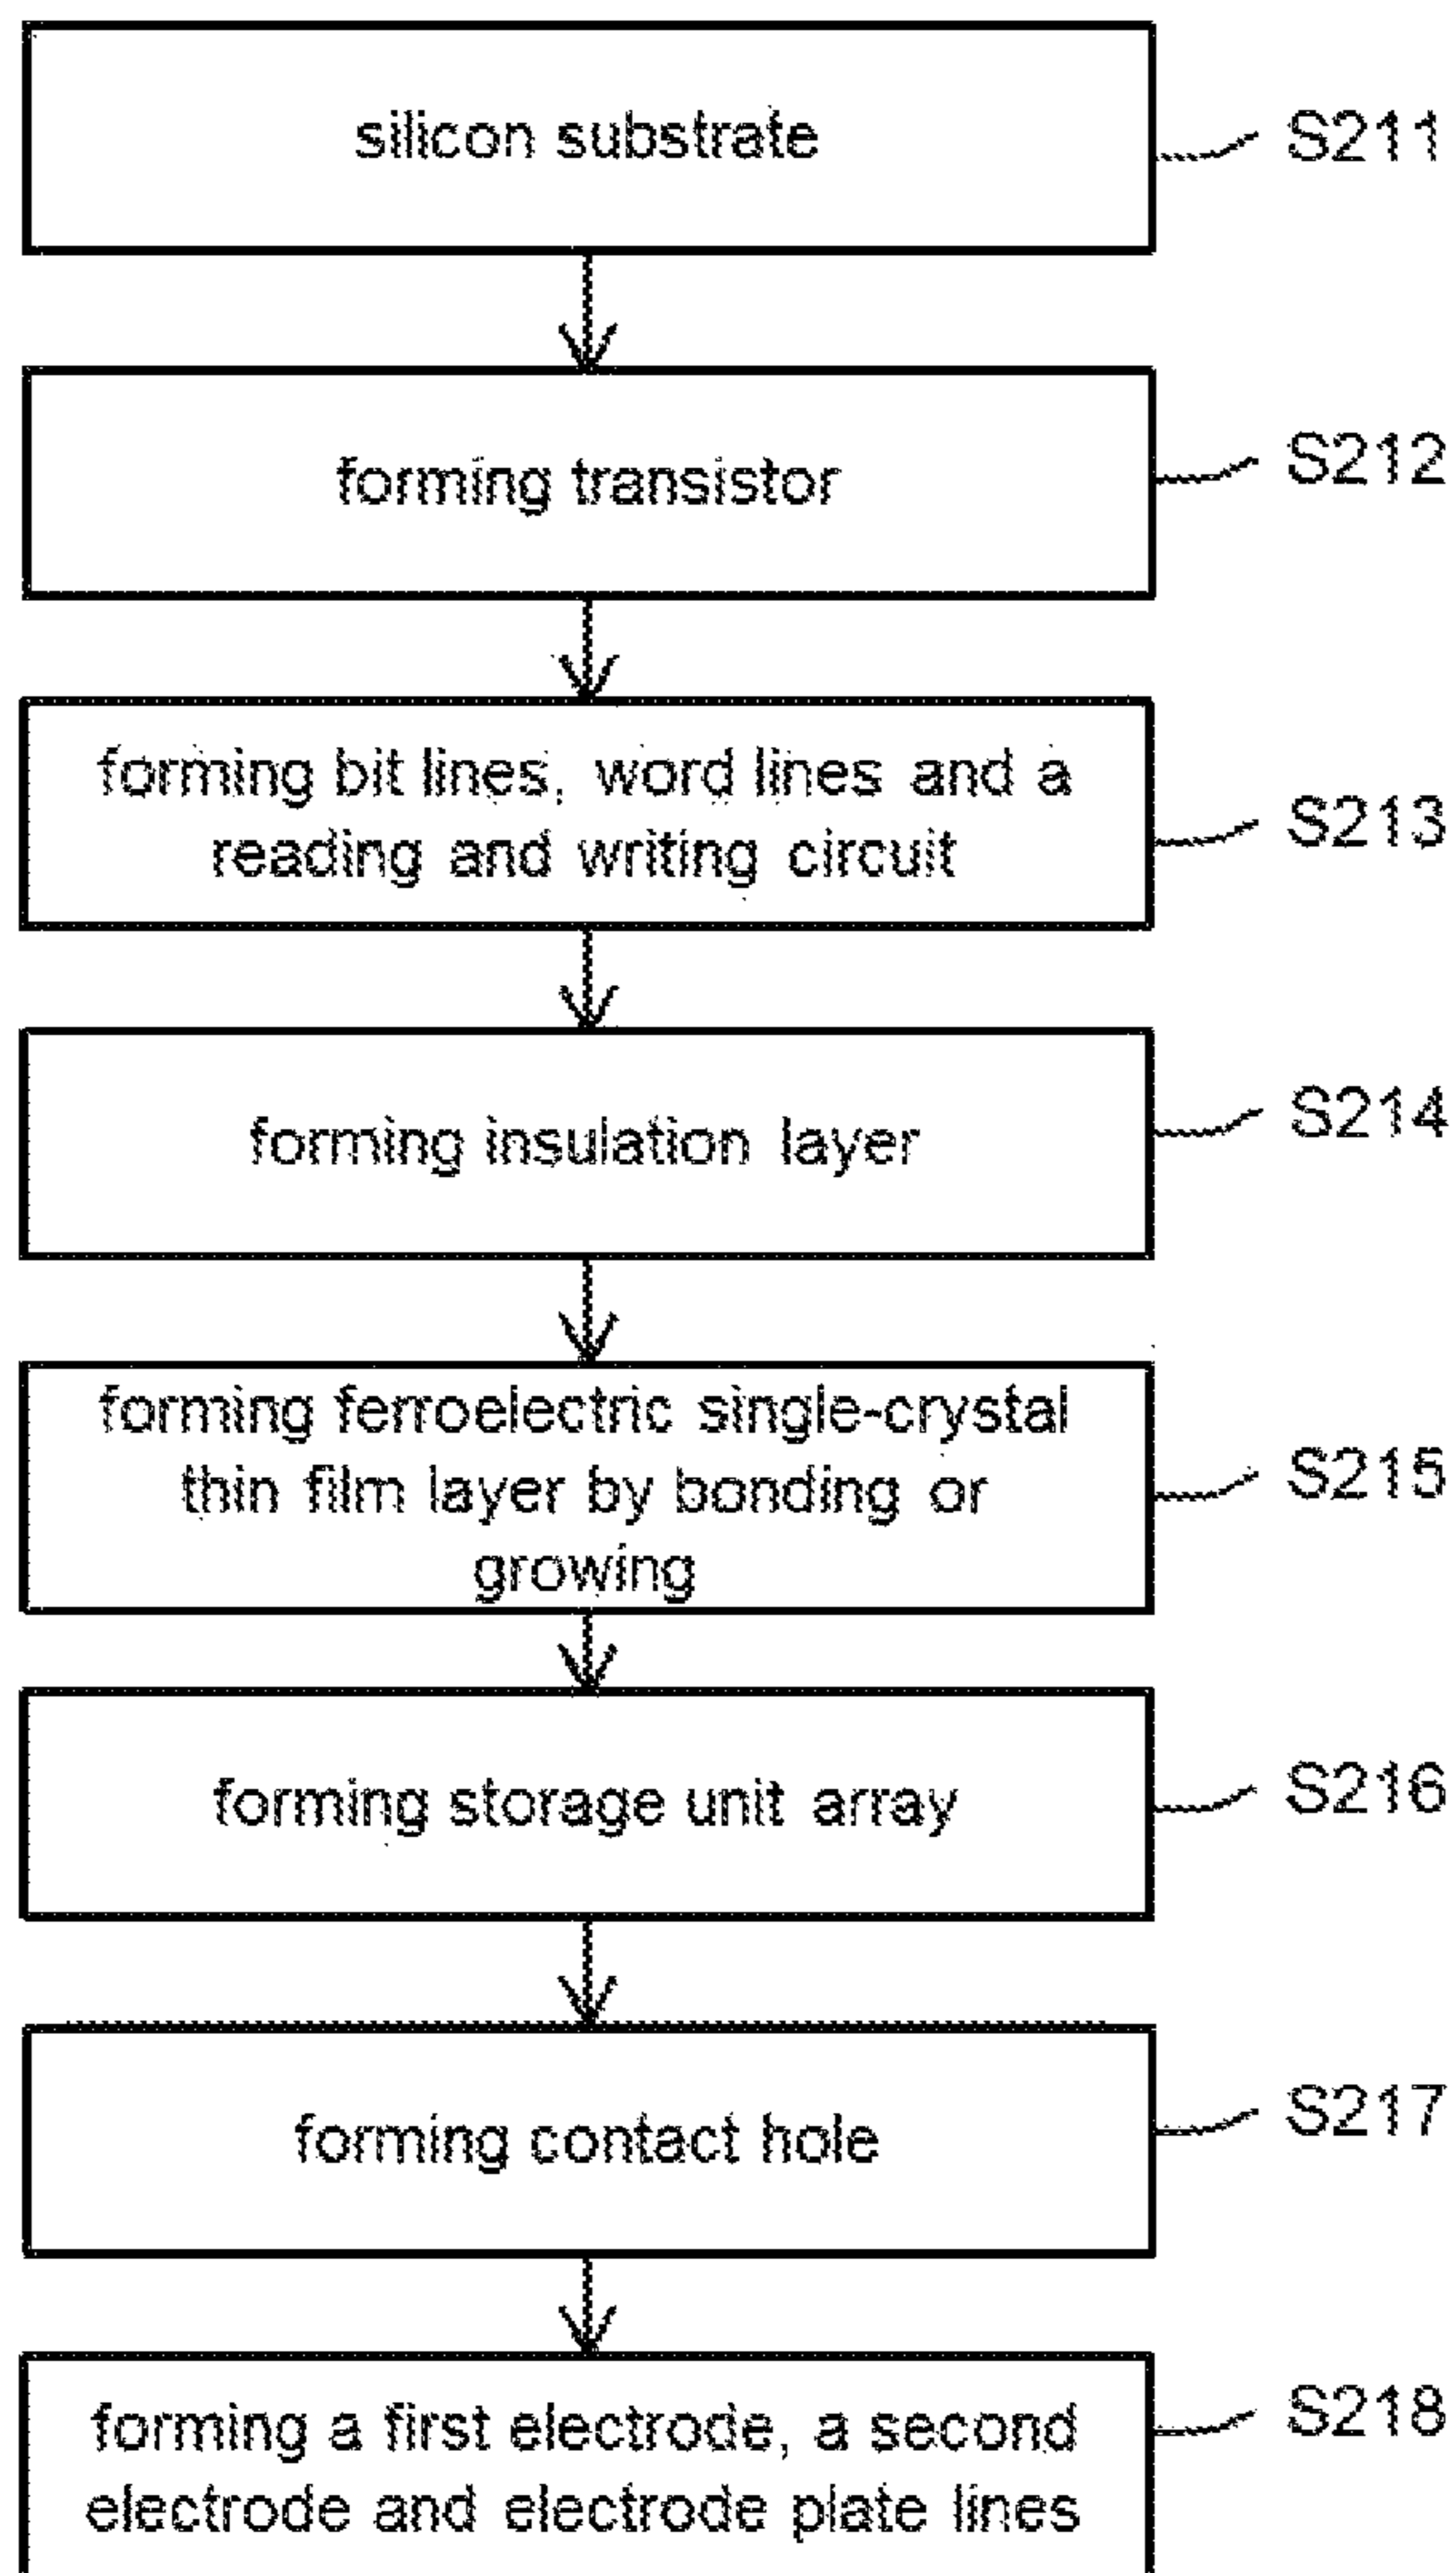 silicon substrate
S211
forming transistor
S212
forming bit lines, word lines and a
reading and writing circuit
S213
forming insulation layer
S214
forming ferroelectric single-crystal
thin film layer by bonding or
growing
S215
forming storage unit array
S216
forming contact hole
S217
forming a first electrode, a second
electrode and electrode plate lines
S218